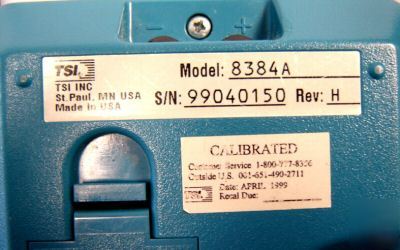 TSI
Model: 8384A
TSI INC
St. Paul, MN USA
Made in USA
S/N: 99040150 Rev: H
CALIBRATED
Customer Service 1-800-777-8356
Outside U.S. 001-651-490-2711
TSI
Date: APRIL 1999
Recal Due: